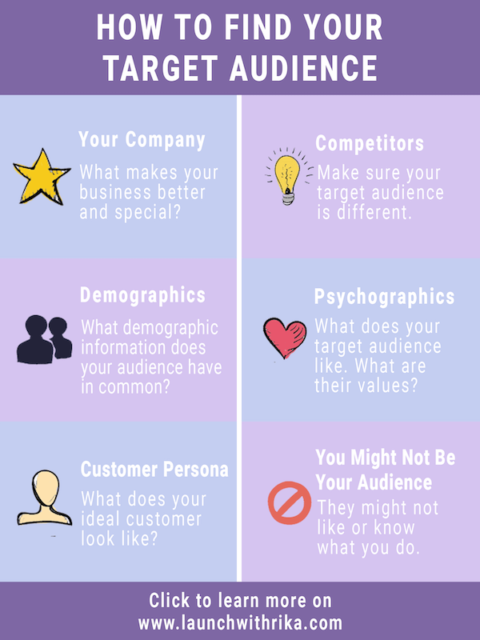 HOW TO FIND YOUR
TARGET AUDIENCE
Your Company
What makes your
business better
and special?
Competitors
Make sure your
target audience
is different.
Demographics
What demographic
information does
your audience have
in common?
Psychographics
What does your
target audience
like. What are
their values?
Customer Persona
What does your
ideal customer
look like?
You Might Not Be
Your Audience
They might not
like or know
what you do.
Click to learn more on
www.launchwithrika.com